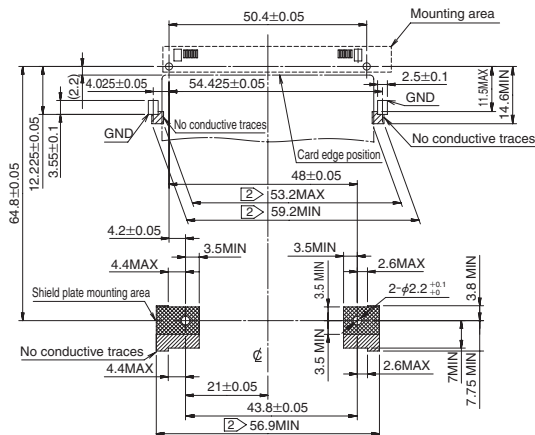 50.4±0.05
Mounting area
(2.2)
4.025±0.05
54.425±0.05
2.5±0.1
GND
11.5MAX
14.6MIN
64.8±0.05
12.225±0.05
3.55±0.1
GND
No conductive traces
Card edge position
No conductive traces
48±0.05
2 53.2MAX
2 59.2MIN
4.2±0.05
3.5MIN
3.5MIN
4.4MAX
3.5 MIN
2.6MAX
2-φ2.2 +0.1 +0
3.8 MIN
Shield plate mounting area
No conductive traces
℄
3.5 MIN
7MIN
7.75 MIN
4.4MAX
2.6MAX
21±0.05
43.8±0.05
2 56.9MIN